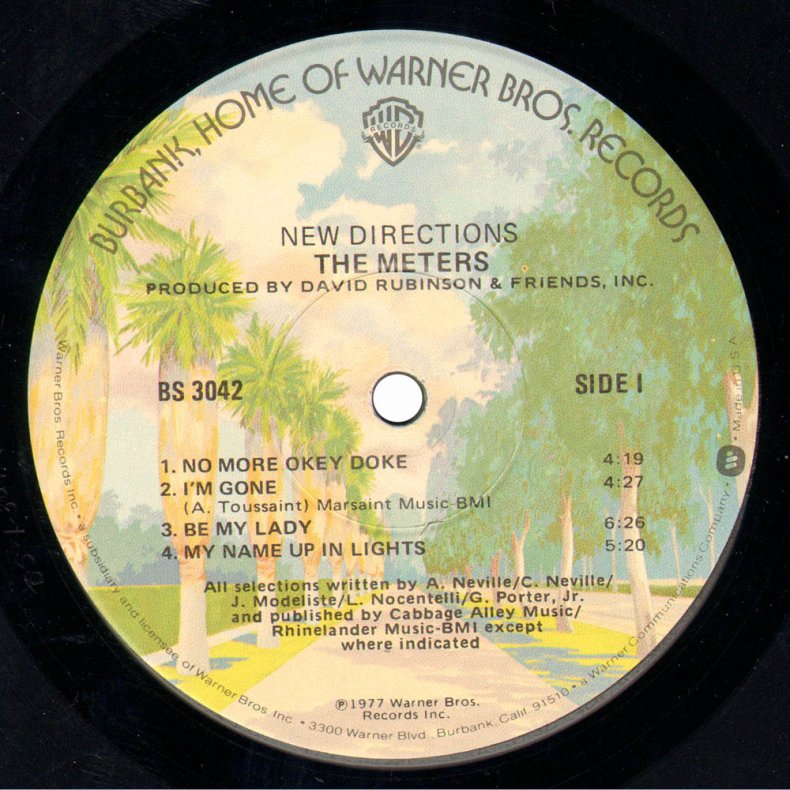 BURBANK, HOME OF WARNER BROS. RECORDS
W
RECORDS
NEW DIRECTIONS
THE METERS
PRODUCED BY DAVID RUBINSON & FRIENDS, INC.
BS 3042
SIDE I
1. NO MORE OKEY DOKE 4:19
2. I'M GONE 4:27
(A. Toussaint) Marsaint Music-BMI
3. BE MY LADY 6:26
4. MY NAME UP IN LIGHTS 5:20
All selections written by A. Neville/C. Neville/
J. Modeliste/L. Nocentelli/G. Porter, Jr.
and published by Cabbage Alley Music/
Rhinelander Music-BMI except
where indicated
℗1977 Warner Bros.
Records Inc.
Warner Bros. Records Inc. • a subsidiary and licensee of Warner Bros. Inc. • 3300 Warner Blvd., Burbank, Calif. 91510 • a Warner Communications Company. • Made in U S A